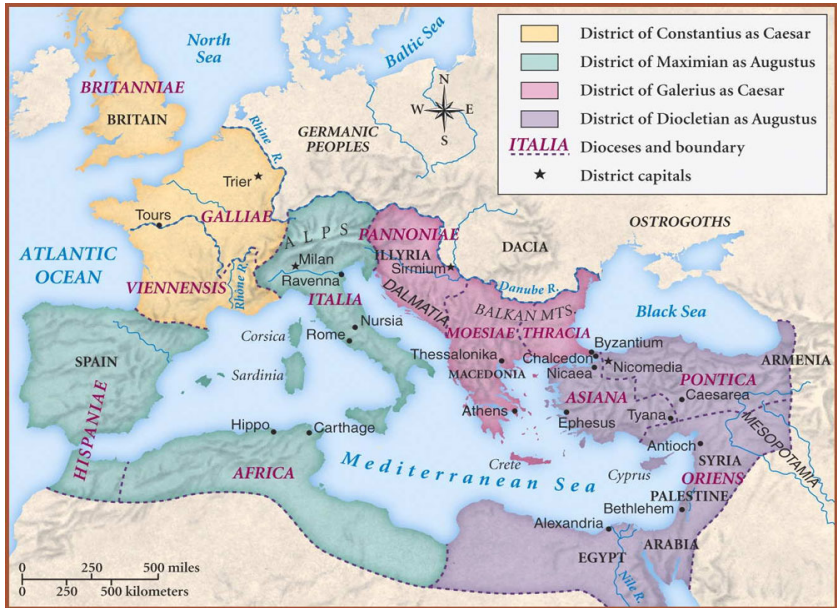 District of Constantius as Caesar
District of Maximian as Augustus
District of Galerius as Caesar
District of Diocletian as Augustus
ITALIA Dioceses and boundary
District capitals
North
Sea
Baltic Sea
N
W E
S
BRITANNIAE
BRITAIN
Rhine R.
GERMANIC
PEOPLES
Trier
Tours
GALLIAE
ATLANTIC
OCEAN
VIENNENSIS
Rhône R.
ALPS
Milan
Ravenna
ITALIA
PANNONIAE
ILLYRIA
Sirmium
DALMATIA
DACIA
OSTROGOTHS
Danube R.
BALKAN MTS.
Black Sea
MOESIAE
THRACIA
Corsica
Rome
Nursia
Sardinia
SPAIN
HISPANIAE
Thessalonika
MACEDONIA
Athens
Byzantium
Chalcedon
Nicaea
Nicomedia
ARMENIA
PONTICA
ASIANA
Caesarea
Ephesus
Tyana
MESOPOTAMIA
Hippo
Carthage
AFRICA
Mediterranean Sea
Crete
Cyprus
Antioch
SYRIA
ORIENS
PALESTINE
Bethlehem
Alexandria
EGYPT
ARABIA
Nile R.
0 250 500 miles
0 250 500 kilometers